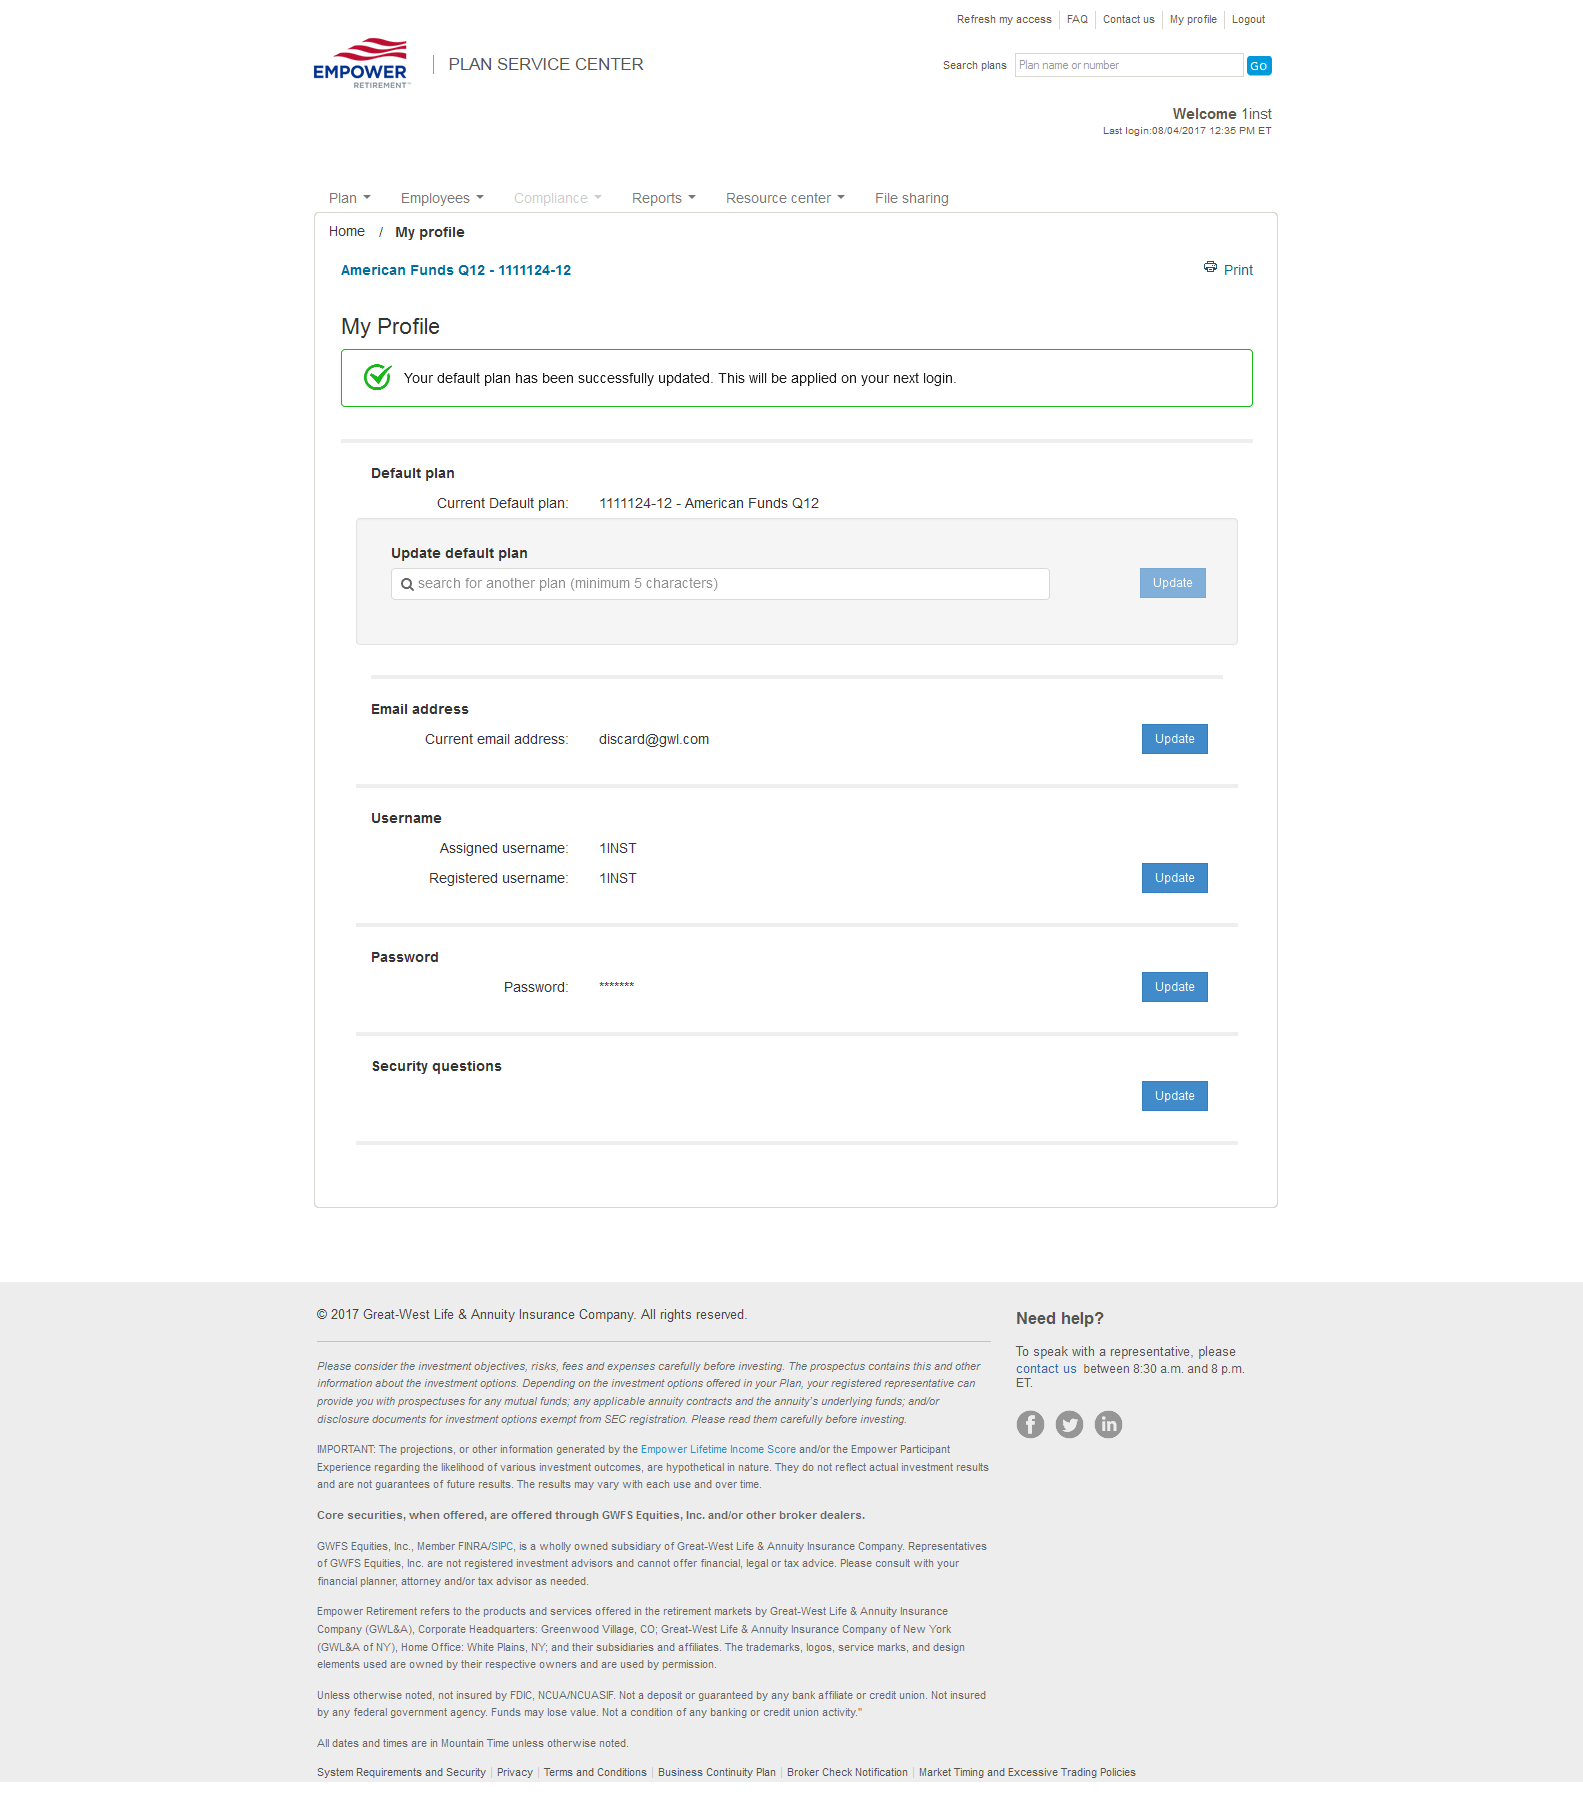 Refresh my access FAQ Contact us My profile Logout
EMPOWER
RETIREMENT™
PLAN SERVICE CENTER
Search plans Plan name or number Go
Welcome 1inst
Last login:08/04/2017 12:35 PM ET
Plan Employees Compliance Reports Resource center File sharing
Home / My profile
American Funds Q12 - 1111124-12
Print
My Profile
Your default plan has been successfully updated. This will be applied on your next login.
Default plan
Current Default plan: 1111124-12 - American Funds Q12
Update default plan
search for another plan (minimum 5 characters) Update
Email address
Current email address: discard@gwl.com Update
Username
Assigned username: 1INST
Registered username: 1INST Update
Password
Password: ******* Update
Security questions
Update
© 2017 Great-West Life & Annuity Insurance Company. All rights reserved.
Please consider the investment objectives, risks, fees and expenses carefully before investing. The prospectus contains this and other
information about the investment options. Depending on the investment options offered in your Plan, your registered representative can
provide you with prospectuses for any mutual funds; any applicable annuity contracts and the annuity's underlying funds; and/or
disclosure documents for investment options exempt from SEC registration. Please read them carefully before investing.
IMPORTANT: The projections, or other information generated by the Empower Lifetime Income Score and/or the Empower Participant
Experience regarding the likelihood of various investment outcomes, are hypothetical in nature. They do not reflect actual investment results
and are not guarantees of future results. The results may vary with each use and over time.
Core securities, when offered, are offered through GWFS Equities, Inc. and/or other broker dealers.
GWFS Equities, Inc., Member FINRA/SIPC, is a wholly owned subsidiary of Great-West Life & Annuity Insurance Company. Representatives
of GWFS Equities, Inc. are not registered investment advisors and cannot offer financial, legal or tax advice. Please consult with your
financial planner, attorney and/or tax advisor as needed.
Empower Retirement refers to the products and services offered in the retirement markets by Great-West Life & Annuity Insurance
Company (GWL&A), Corporate Headquarters: Greenwood Village, CO; Great-West Life & Annuity Insurance Company of New York
(GWL&A of NY), Home Office: White Plains, NY; and their subsidiaries and affiliates. The trademarks, logos, service marks, and design
elements used are owned by their respective owners and are used by permission.
Unless otherwise noted, not insured by FDIC, NCUA/NCUASIF. Not a deposit or guaranteed by any bank affiliate or credit union. Not insured
by any federal government agency. Funds may lose value. Not a condition of any banking or credit union activity."
All dates and times are in Mountain Time unless otherwise noted.
Need help?
To speak with a representative, please
contact us between 8:30 a.m. and 8 p.m.
ET.
System Requirements and Security Privacy Terms and Conditions Business Continuity Plan Broker Check Notification Market Timing and Excessive Trading Policies